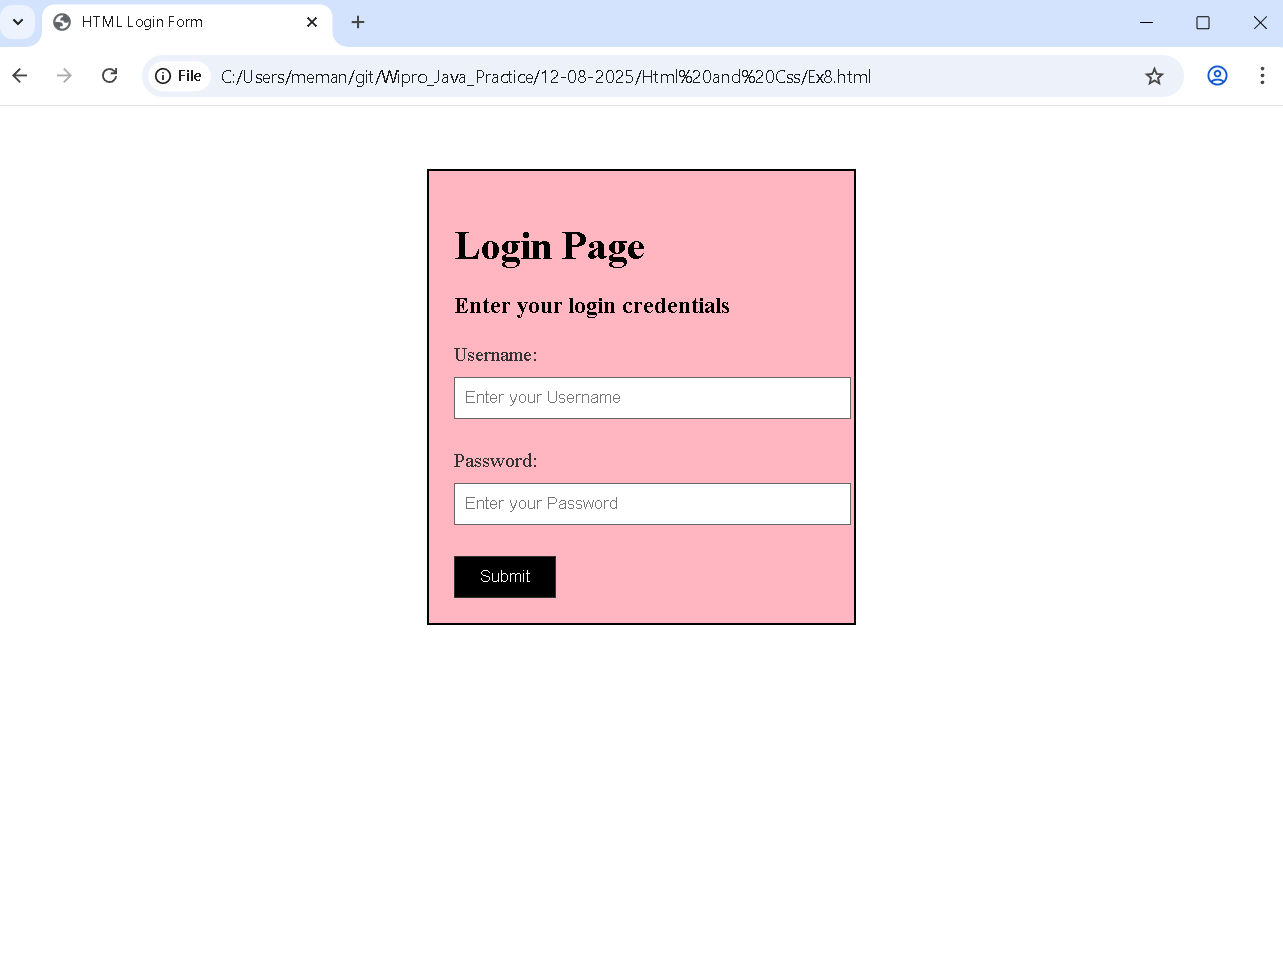 HTML Login Form
File C:/Users/meman/git/Wipro_Java_Practice/12-08-2025/Html%20and%20Css/Ex8.html
Login Page
Enter your login credentials
Username:
Enter your Username
Password:
Enter your Password
Submit